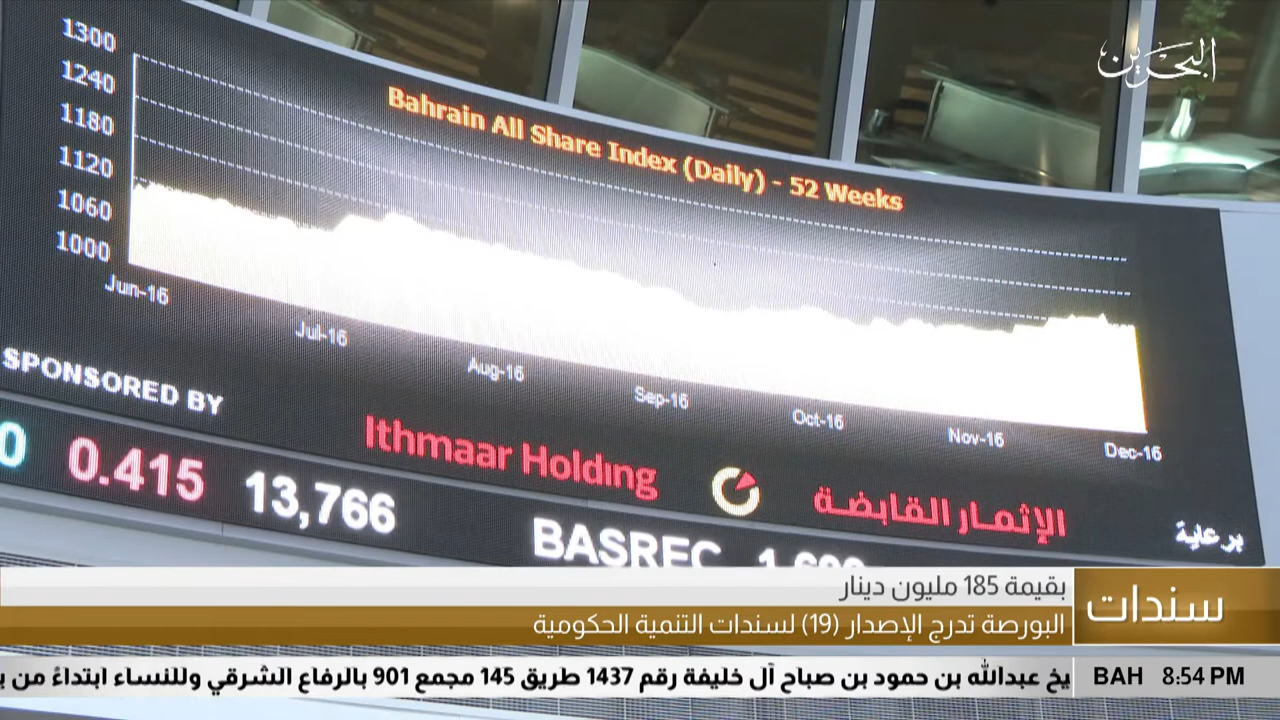 البحرين
Bahrain All Share Index (Daily) - 52 Weeks
1300
1240
1180
1120
1060
1000
Jun-16
Jul-16
Aug-16
Sep-16
Oct-16
Nov-16
Dec-16
SPONSORED BY
Ithmaar Holding
الإثمار القابضة
برعاية
0 0.415 13,766 BASREC
بقيمة 185 مليون دينار
سندات
البورصة تدرج الإصدار (19) لسندات التنمية الحكومية
يخ عبدالله بن حمود بن صباح آل خليفة رقم 1437 طريق 145 مجمع 901 بالرفاع الشرقي وللنساء ابتداءً من
BAH 8:54 PM